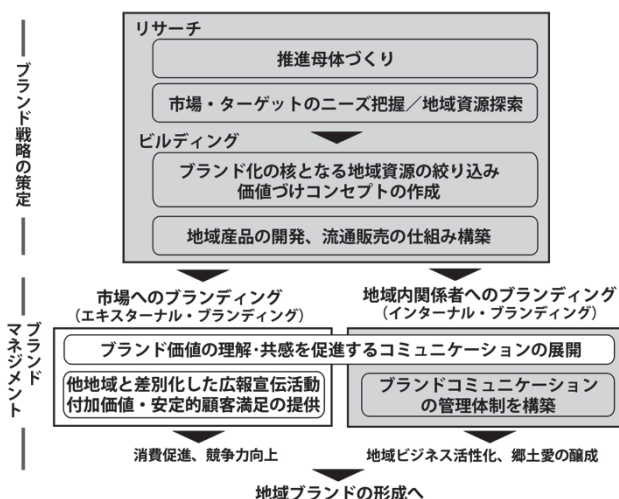 ブランド戦略の策定
リサーチ
推進母体づくり
市場・ターゲットのニーズ把握／地域資源探索
ビルディング
ブランド化の核となる地域資源の絞り込み
価値づけコンセプトの作成
地域産品の開発、流通販売の仕組み構築
ブランド
マネジメント
市場へのブランディング
（エキスターナル・ブランディング）
地域内関係者へのブランディング
（インターナル・ブランディング）
ブランド価値の理解・共感を促進するコミュニケーションの展開
他地域と差別化した広報宣伝活動
付加価値・安定的顧客満足の提供
ブランドコミュニケーション
の管理体制を構築
消費促進、競争力向上
地域ビジネス活性化、郷土愛の醸成
地域ブランドの形成へ